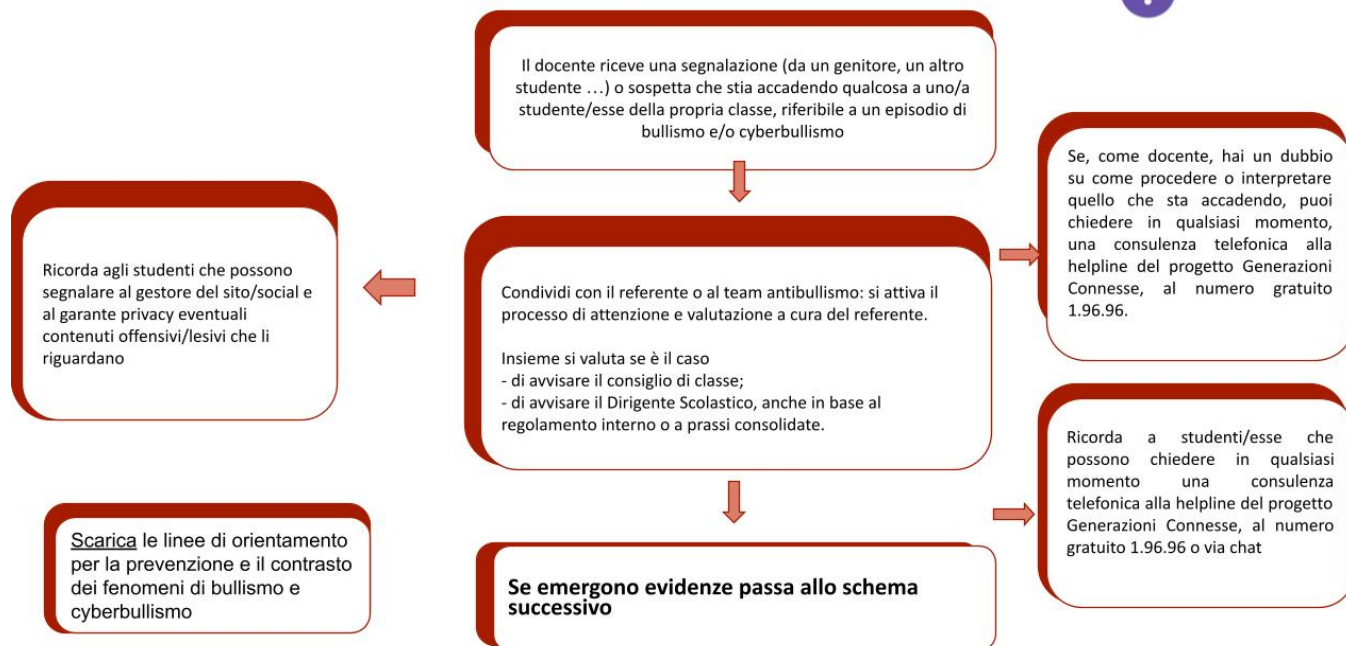 Il docente riceve una segnalazione (da un genitore, un altro
studente …) o sospetta che stia accadendo qualcosa a uno/a
studente/esse della propria classe, riferibile a un episodio di
bullismo e/o cyberbullismo
Se, come docente, hai un dubbio
su come procedere o interpretare
quello che sta accadendo, puoi
chiedere in qualsiasi momento,
una consulenza telefonica alla
helpline del progetto Generazioni
Connesse, al numero gratuito
1.96.96.
Ricorda agli studenti che possono
segnalare al gestore del sito/social e
al garante privacy eventuali
contenuti offensivi/lesivi che li
riguardano
Condividi con il referente o al team antibullismo: si attiva il
processo di attenzione e valutazione a cura del referente.
Insieme si valuta se è il caso
- di avvisare il consiglio di classe;
- di avvisare il Dirigente Scolastico, anche in base al
regolamento interno o a prassi consolidate.
Ricorda a studenti/esse che
possono chiedere in qualsiasi
momento una consulenza
telefonica alla helpline del progetto
Generazioni Connesse, al numero
gratuito 1.96.96 o via chat
Scarica le linee di orientamento
per la prevenzione e il contrasto
dei fenomeni di bullismo e
cyberbullismo
Se emergono evidenze passa allo schema
successivo